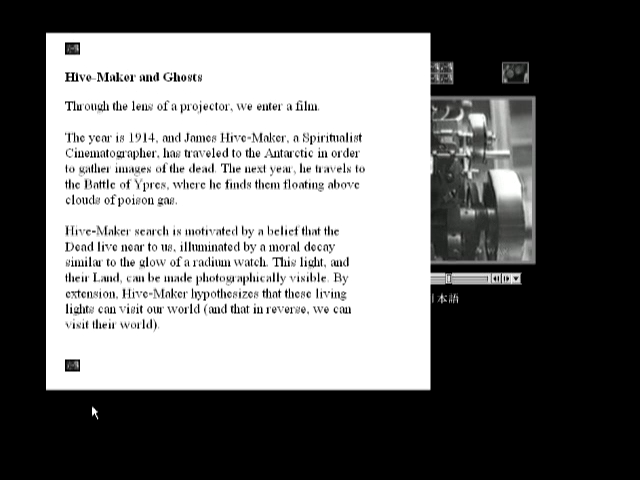 Hive-Maker and Ghosts
Through the lens of a projector, we enter a film.
The year is 1914, and James Hive-Maker, a Spiritualist
Cinematographer, has traveled to the Antarctic in order
to gather images of the dead. The next year, he travels to
the Battle of Ypres, where he finds them floating above
clouds of poison gas.
Hive-Maker search is motivated by a belief that the
Dead live near to us, illuminated by a moral decay
similar to the glow of a radium watch. This light, and
their Land, can be made photographically visible. By
extension, Hive-Maker hypothesizes that these living
lights can visit our world (and that in reverse, we can
visit their world).
本語